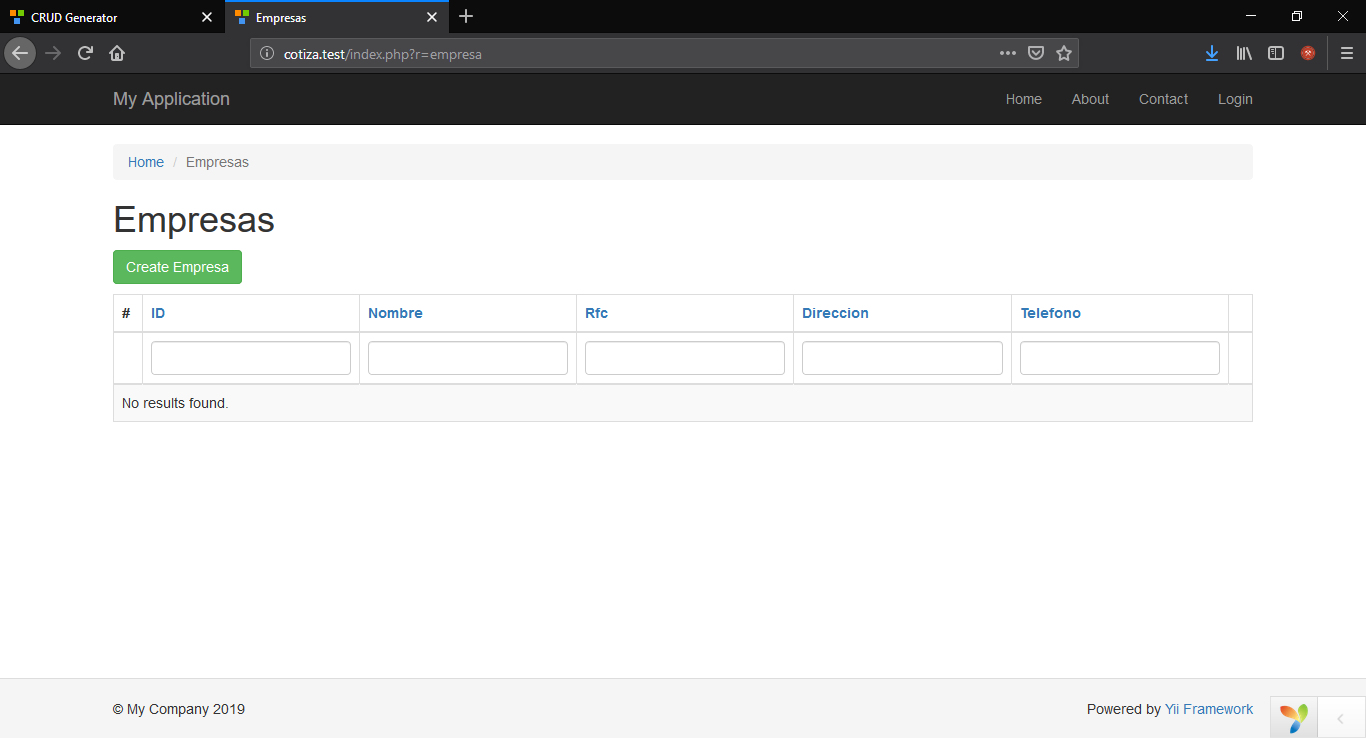 CRUD Generator
Empresas
cotiza.test/index.php?r=empresa
My Application
Home
About
Contact
Login
Home / Empresas
Empresas
Create Empresa
# ID Nombre Rfc Direccion Telefono
No results found.
© My Company 2019
Powered by Yii Framework